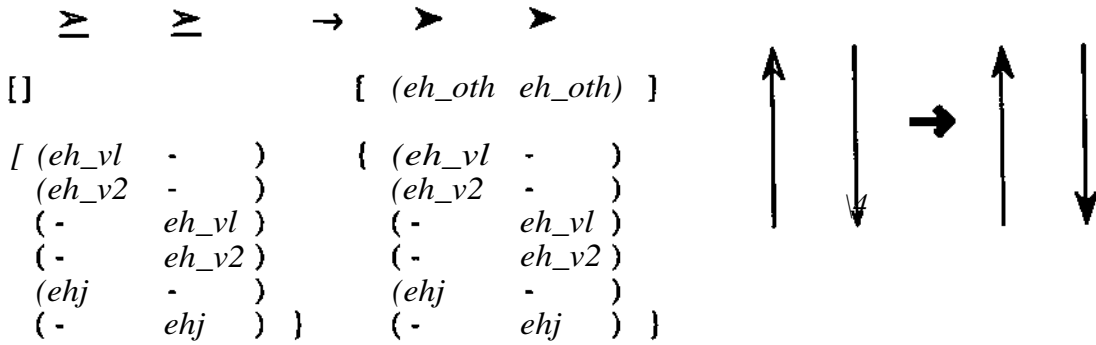 ≥ ≥ → ➤ ➤
[] { (eh_oth eh_oth) ]
[ (eh_vl - ) { (eh_vl - )
(eh_v2 - ) (eh_v2 - )
(- eh_vl ) (- eh_vl )
(- eh_v2 ) (- eh_v2 )
(ehj - ) (ehj - )
(- ehj ) } (- ehj ) }